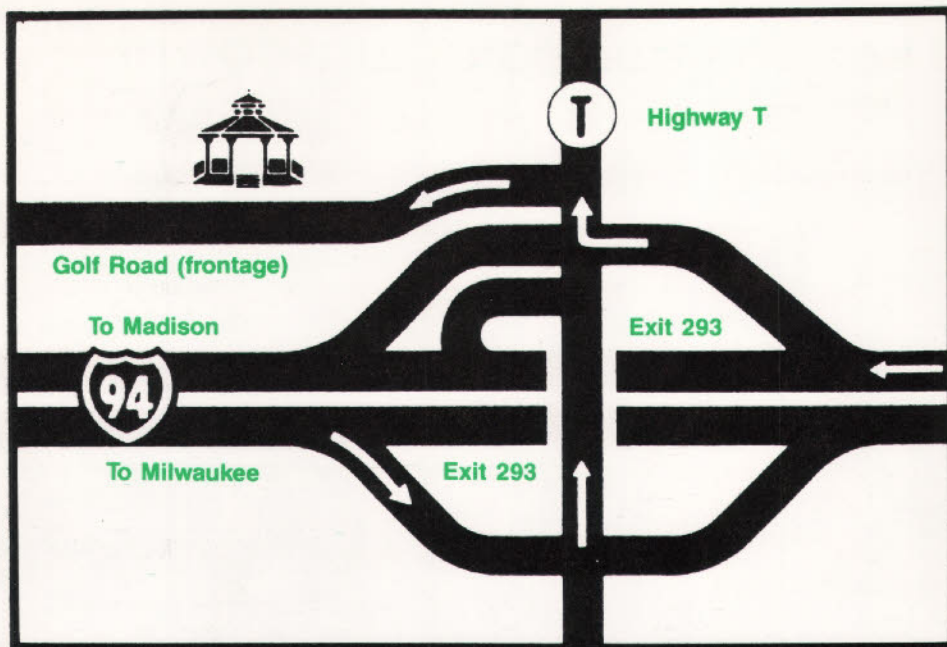 T
Highway T
Golf Road (frontage)
To Madison
Exit 293
94
To Milwaukee
Exit 293